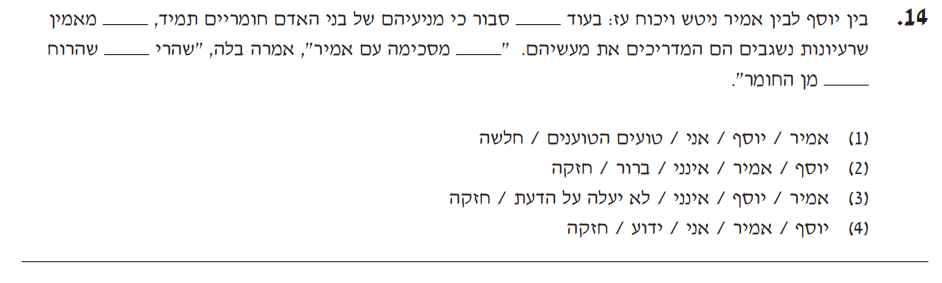 14. בין יוסף לבין אמיר ניטש ויכוח עז: בעוד _____ סבור כי מניעיהם של בני האדם חומריים תמיד, _____ מאמין
שרעיונות נשגבים הם המדריכים את מעשיהם. "_____ מסכימה עם אמיר", אמרה בלה, "שהרי _____ שהרוח
_____ מן החומר".
(1) אמיר / יוסף / אני / טועים הטוענים / חלשה
(2) יוסף / אמיר / אינני / ברור / חזקה
(3) אמיר / יוסף / אינני / לא יעלה על הדעת / חזקה
(4) יוסף / אמיר / אני / ידוע / חזקה